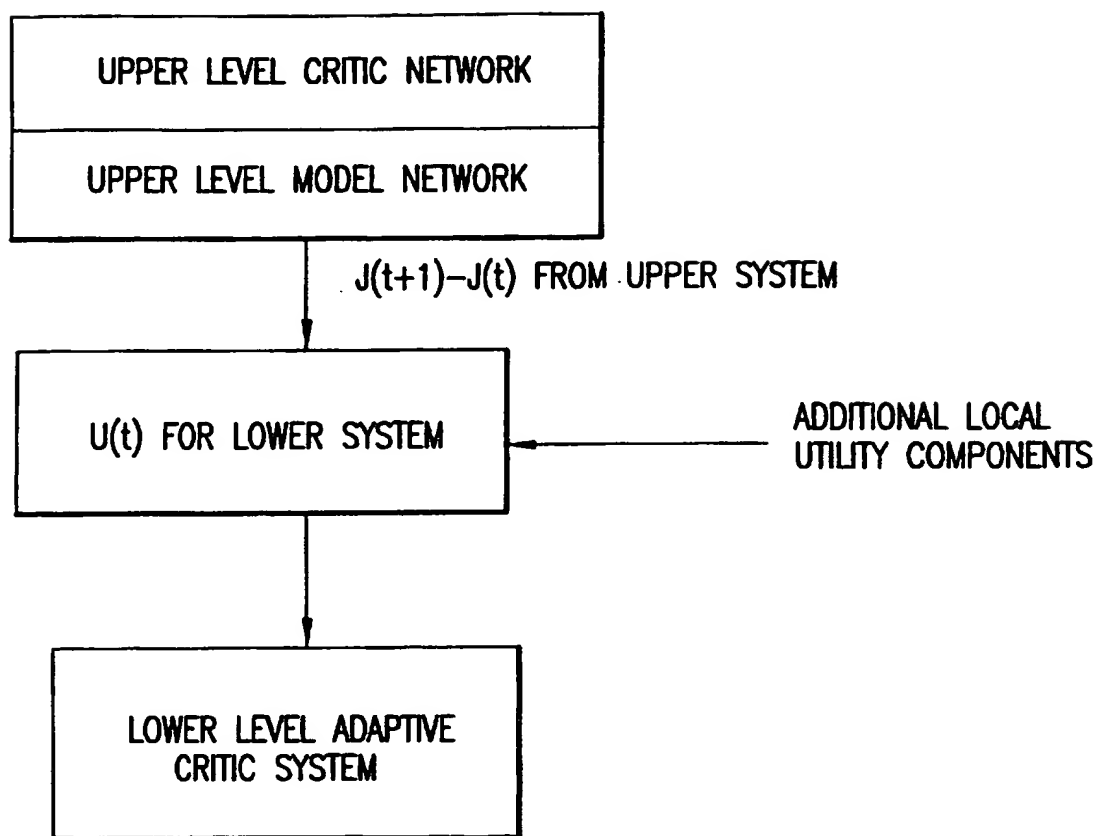 UPPER LEVEL CRITIC NETWORK
UPPER LEVEL MODEL NETWORK
J(t+1)-J(t) FROM UPPER SYSTEM
U(t) FOR LOWER SYSTEM
ADDITIONAL LOCAL
UTILITY COMPONENTS
LOWER LEVEL ADAPTIVE
CRITIC SYSTEM